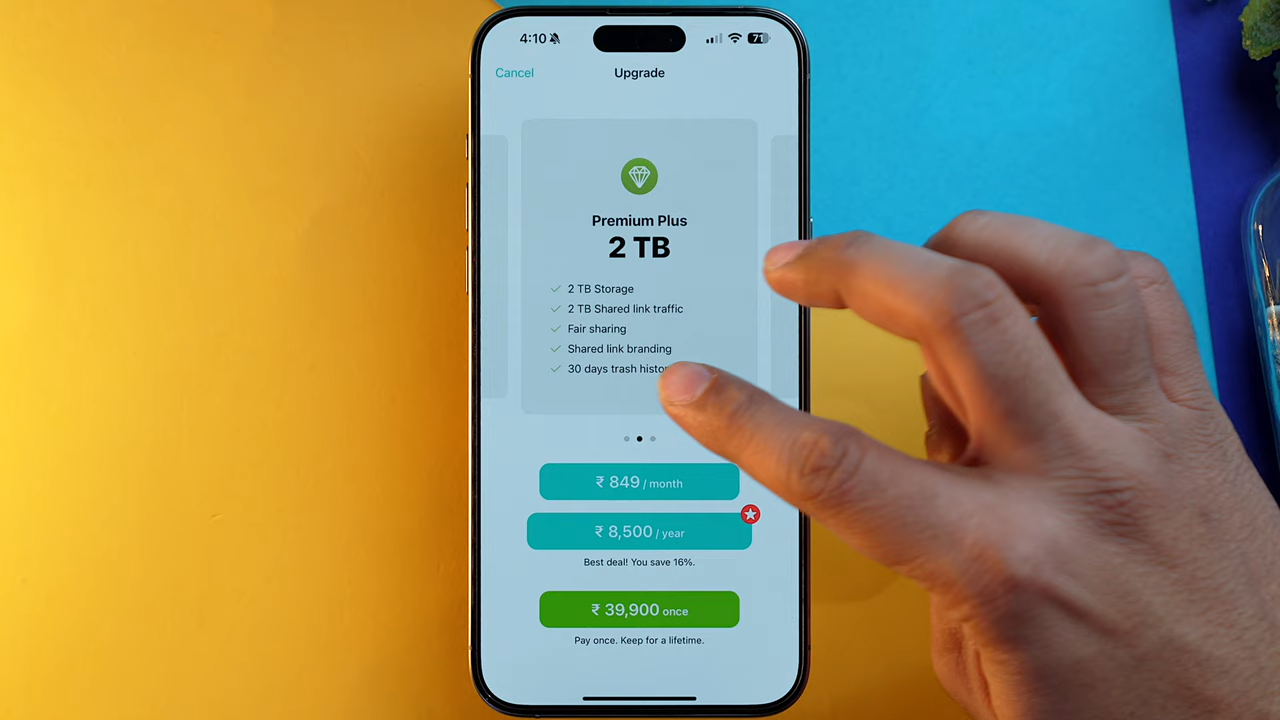 4:10
71
Cancel
Upgrade
Premium Plus
2 TB
2 TB Storage
2 TB Shared link traffic
Fair sharing
Shared link branding
30 days trash histor
₹ 849 / month
₹ 8,500 / year
Best deal! You save 16%.
₹ 39,900 once
Pay once. Keep for a lifetime.